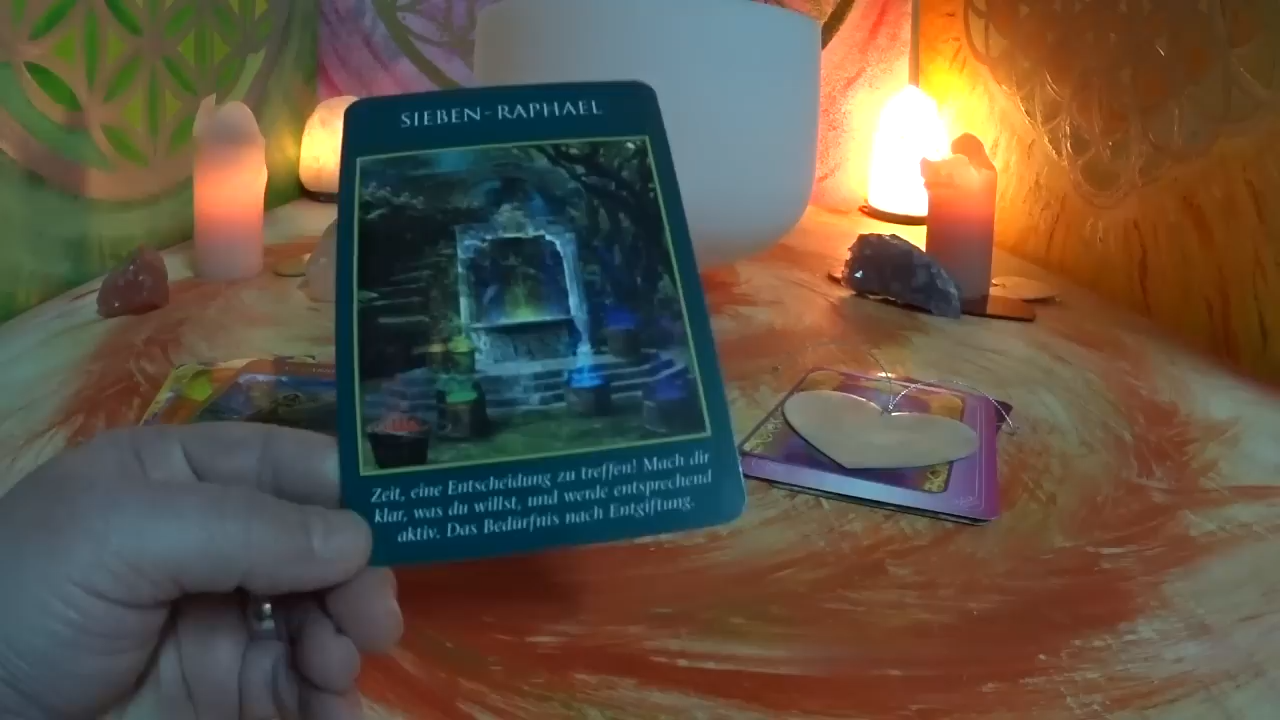 SIEBEN-RAPHAEL
Zeit, eine Entscheidung zu treffen! Mach dir
klar, was du willst, und werde entsprechend
aktiv. Das Bedürfnis nach Entgiftung.